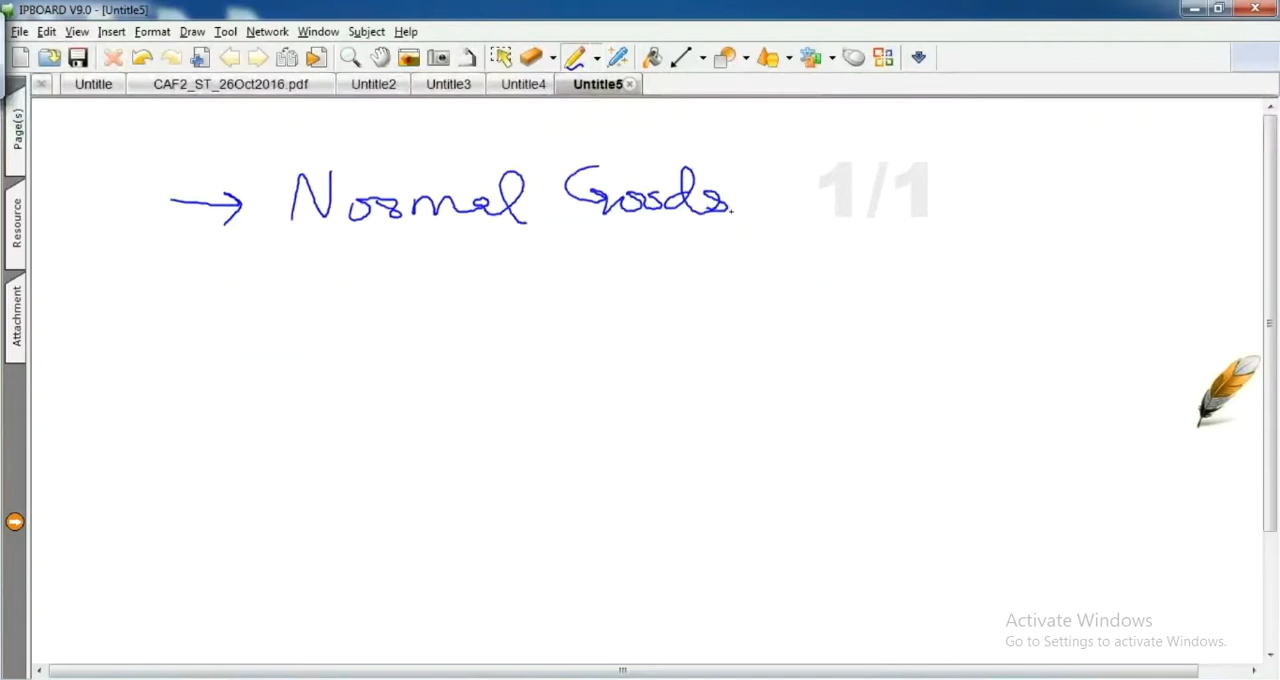 IPBOARD V9.0 - [Untitle5]
File Edit View Insert Format Draw Tool Network Window Subject Help
Untitle CAF2_ST_26Oct2016.pdf Untitle2 Untitle3 Untitle4 Untitle5
Page(s)
→ Normal Goods
1/1
Resource
Attachment
Activate Windows
Go to Settings to activate Windows.